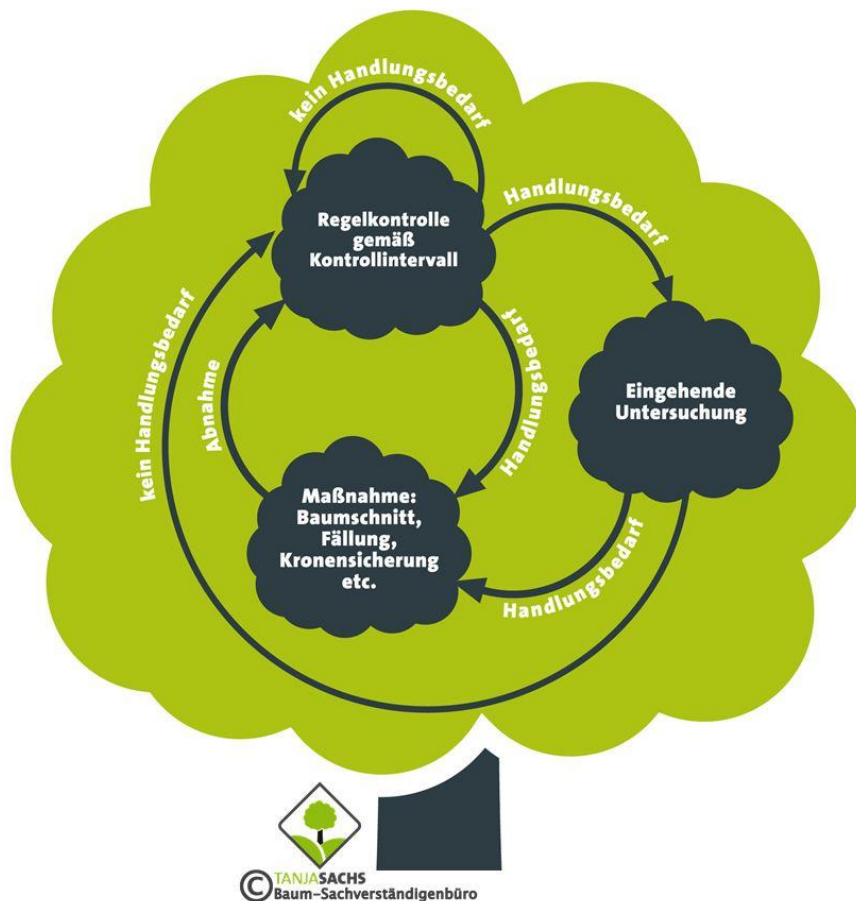 kein Handlungsbedarf
Regelkontrolle
gemäß
Kontrollintervall
Handlungsbedarf
kein Handlungsbedarf
Abnahme
Handlungsbedarf
Eingehende
Untersuchung
Maßnahme:
Baumschnitt,
Fällung,
Kronensicherung
etc.
Handlungsbedarf
© TANJASACHS
Baum-Sachverständigenbüro